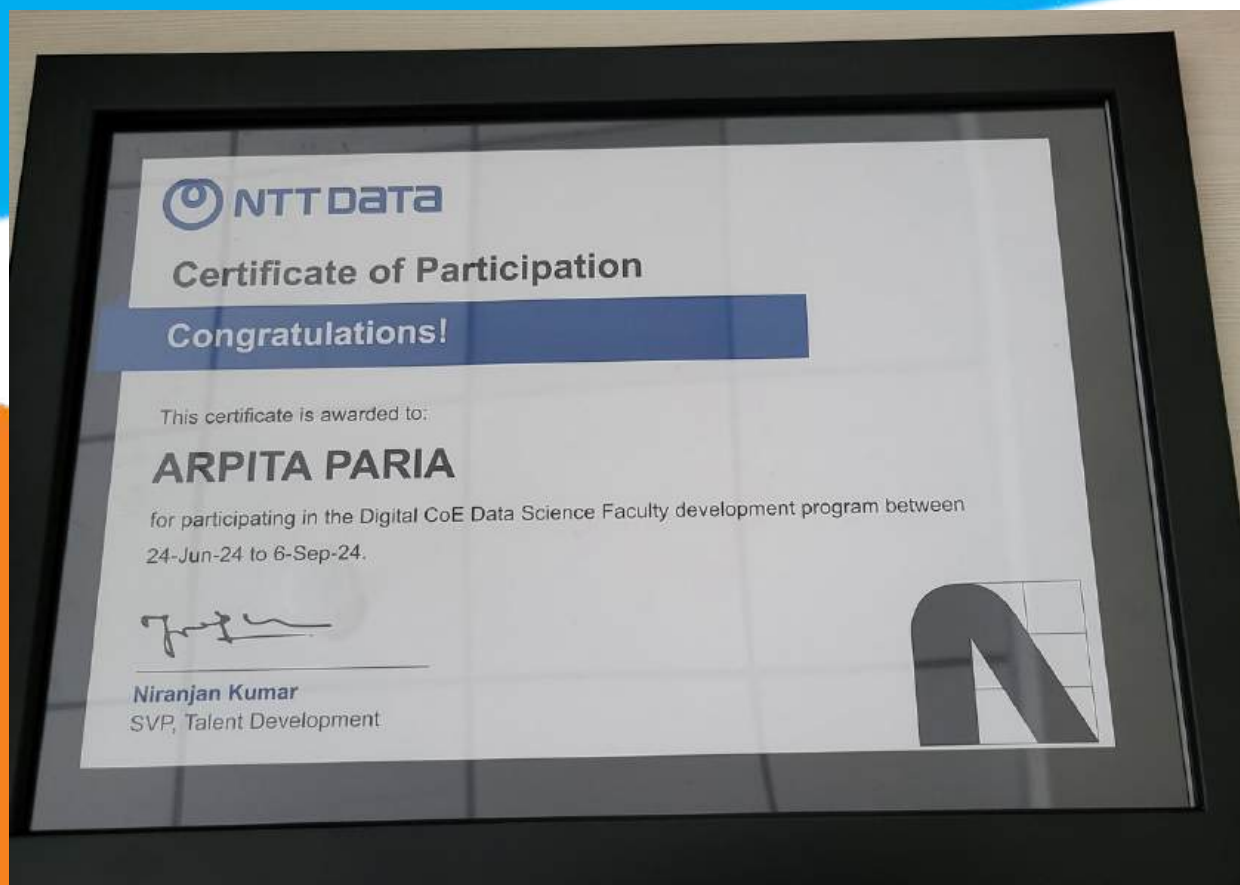 NTT DATA
Certificate of Participation
Congratulations!
This certificate is awarded to:
ARPITA PARIA
for participating in the Digital CoE Data Science Faculty development program between
24-Jun-24 to 6-Sep-24.
Niranjan Kumar
SVP, Talent Development